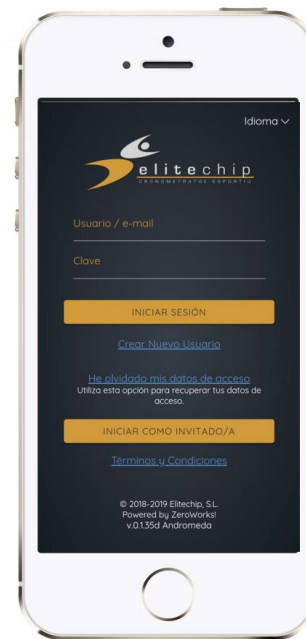 Idioma
elitechip
CRONOMETRATGE ESPORTIU
Usuario / e-mail
Clave
INICIAR SESIÓN
Crear Nuevo Usuario
He olvidado mis datos de acceso
Utiliza esta opción para recuperar tus datos de
acceso.
INICIAR COMO INVITADO/A
Términos y Condiciones
© 2018-2019 Elitechip, S.L.
Powered by ZeroWorks!
v.0.1.35d Andromeda